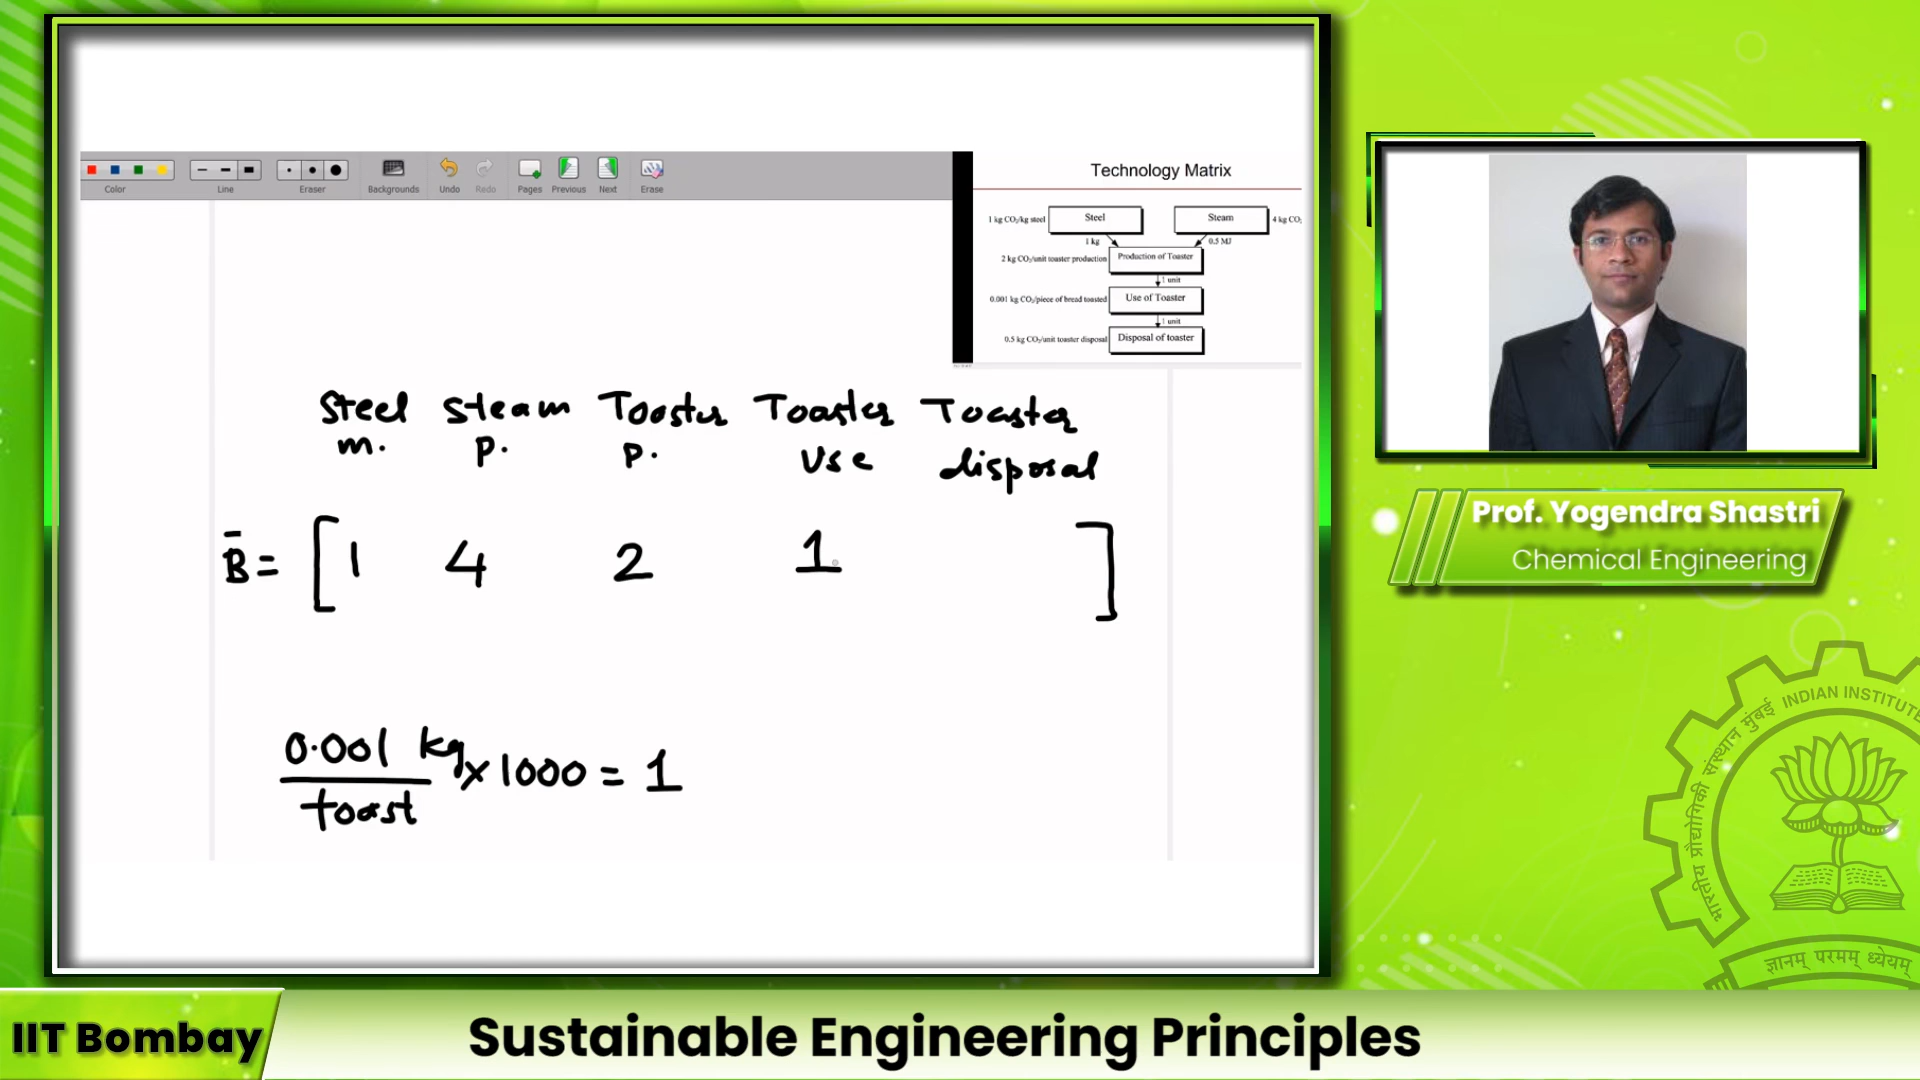 Color
Line
Eraser
Backgrounds
Undo
Redo
Pages
Previous
Next
Erase
Technology Matrix
1 kg CO₂/kg steel
Steel
Steam
4 kg CO₂
1 kg
0.5 MJ
2 kg CO₂/unit toaster production
Production of Toaster
1 unit
0.001 kg CO₂/piece of bread toasted
Use of Toaster
1 unit
0.5 kg CO₂/unit toaster disposal
Disposal of toaster
Steel Steam Toaster Toaster Toaster
m. p. p. Use disposal
B̄ = [ 1 4 2 1 ]
0.001 kg
x 1000 = 1
toast
Prof. Yogendra Shastri
Chemical Engineering
INDIAN INSTITUTE
भारतीय प्रौद्योगिकी संस्थान मुंबई
ज्ञानम् परमम् ध्येयम्
IIT Bombay
Sustainable Engineering Principles